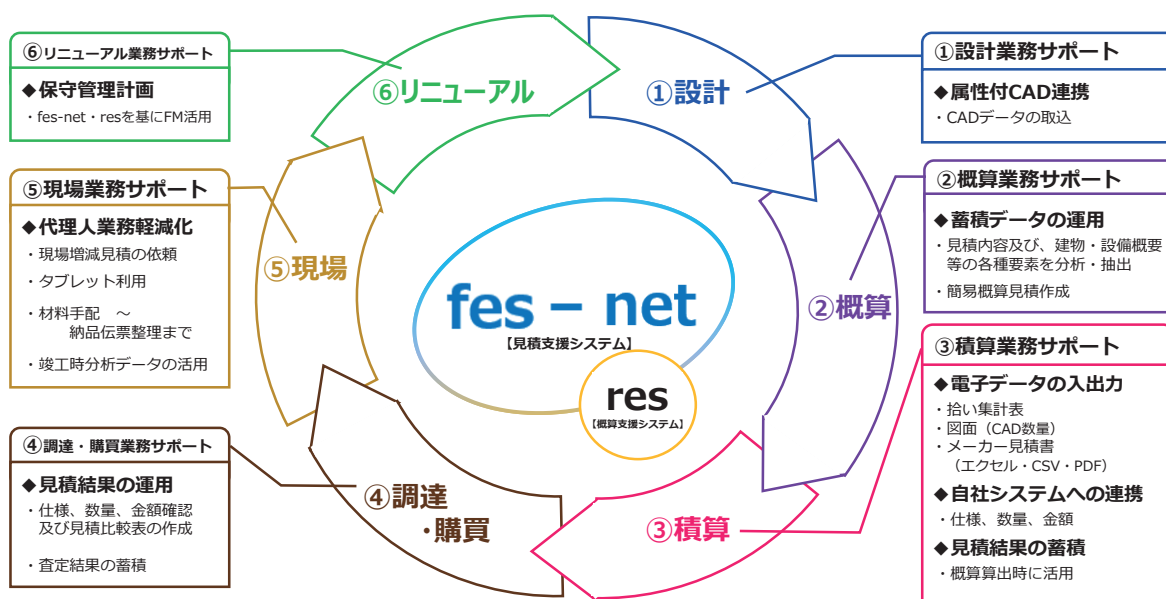 ⑥リニューアル業務サポート
◆保守管理計画
・fes-net・resを基にFM活用
⑤現場業務サポート
◆代理人業務軽減化
・現場増減見積の依頼
・タブレット利用
・材料手配　～
納品伝票整理まで
・竣工時分析データの活用
④調達・購買業務サポート
◆見積結果の運用
・仕様、数量、金額確認
及び見積比較表の作成
・査定結果の蓄積
⑥リニューアル
①設計
⑤現場
②概算
④調達
・購買
③積算
fes – net
【見積支援システム】
res
【概算支援システム】
①設計業務サポート
◆属性付CAD連携
・CADデータの取込
②概算業務サポート
◆蓄積データの運用
・見積内容及び、建物・設備概要
等の各種要素を分析・抽出
・簡易概算見積作成
③積算業務サポート
◆電子データの入出力
・拾い集計表
・図面（CAD数量）
・メーカー見積書
（エクセル・CSV・PDF）
◆自社システムへの連携
・仕様、数量、金額
◆見積結果の蓄積
・概算算出時に活用